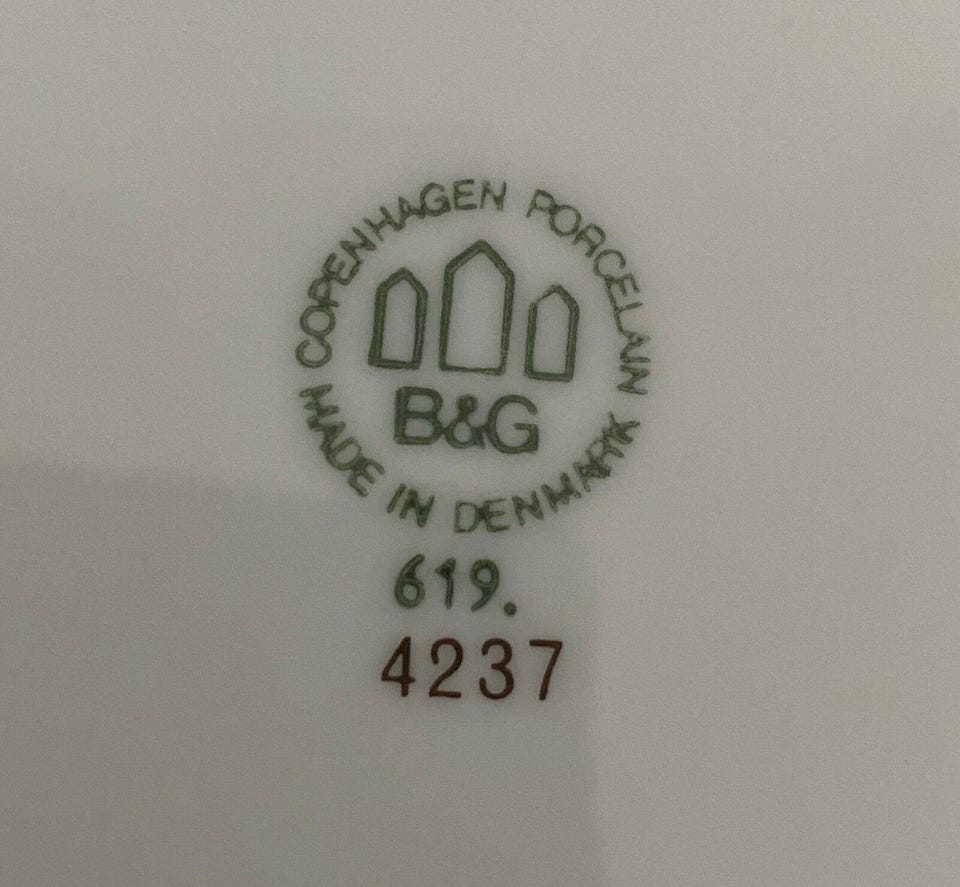 COPENHAGEN PORCELAIN
B&G
MADE IN DENMARK
619.
4237